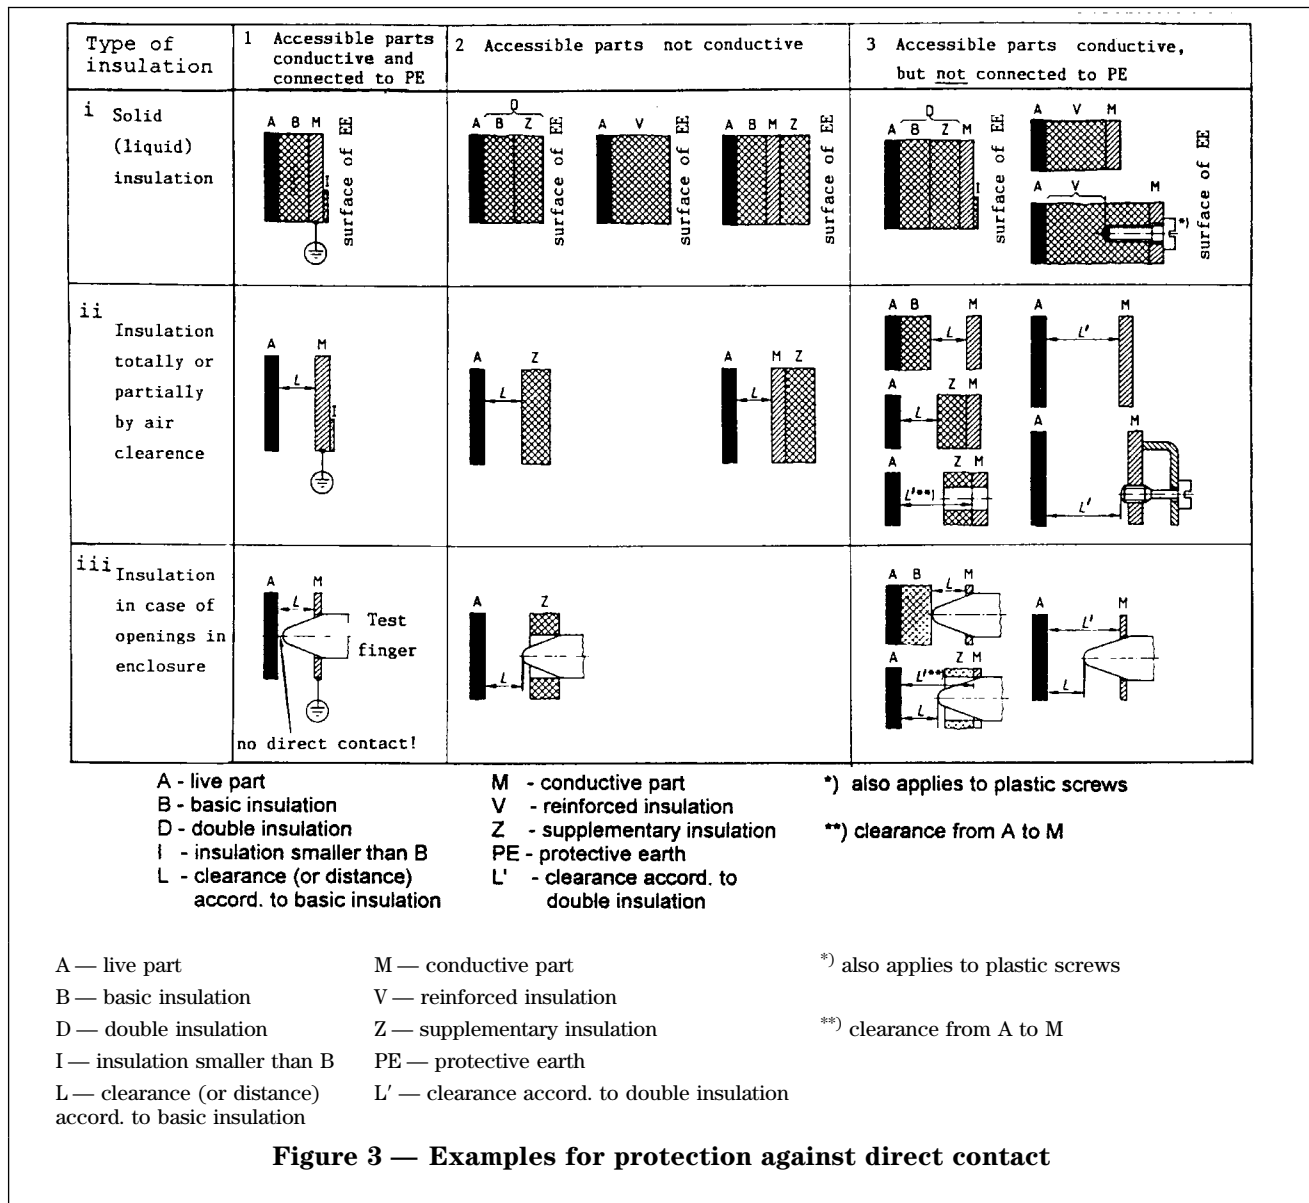 Type of insulation
1 Accessible parts conductive and connected to PE
2 Accessible parts not conductive
3 Accessible parts conductive, but not connected to PE
i Solid (liquid) insulation
A B M
I
surface of EE
D
A B Z
surface of EE
A V
surface of EE
A B M Z
surface of EE
D
A B Z M
I
surface of EE
A V M
A V M
*)
surface of EE
ii Insulation totally or partially by air clearence
A M
L
I
A Z
L
A M Z
L
A B M
L
A Z M
L
A Z M
L'**)
A M
L'
A M
L'
iii Insulation in case of openings in enclosure
A M
L
Test finger
no direct contact!
A Z
L
A B M
L
A Z M
L'**)
L
A M
L'
L
A - live part
B - basic insulation
D - double insulation
I - insulation smaller than B
L - clearance (or distance)
accord. to basic insulation
M - conductive part
V - reinforced insulation
Z - supplementary insulation
PE - protective earth
L' - clearance accord. to
double insulation
*) also applies to plastic screws
**) clearance from A to M
A — live part
B — basic insulation
D — double insulation
I — insulation smaller than B
L — clearance (or distance)
accord. to basic insulation
M — conductive part
V — reinforced insulation
Z — supplementary insulation
PE — protective earth
L′ — clearance accord. to double insulation
*) also applies to plastic screws
**) clearance from A to M
Figure 3 — Examples for protection against direct contact